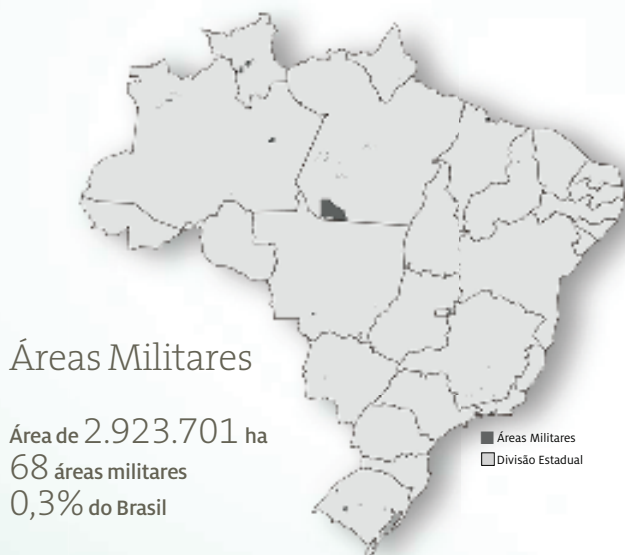 Áreas Militares
Área de 2.923.701 ha
68 áreas militares
0,3% do Brasil
Áreas Militares
Divisão Estadual